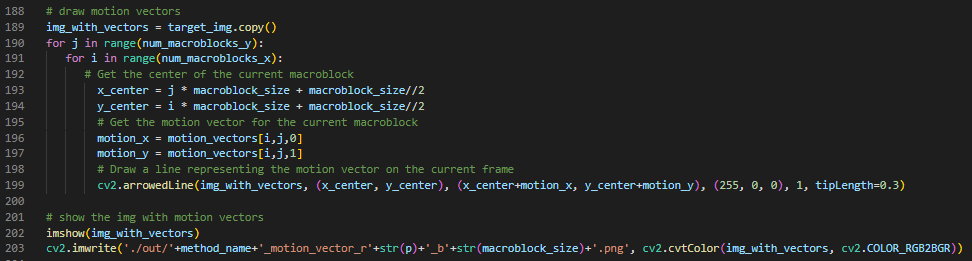 188 # draw motion vectors
189 img_with_vectors = target_img.copy()
190 for j in range(num_macroblocks_y):
191 for i in range(num_macroblocks_x):
192 # Get the center of the current macroblock
193 x_center = j * macroblock_size + macroblock_size//2
194 y_center = i * macroblock_size + macroblock_size//2
195 # Get the motion vector for the current macroblock
196 motion_x = motion_vectors[i,j,0]
197 motion_y = motion_vectors[i,j,1]
198 # Draw a line representing the motion vector on the current frame
199 cv2.arrowedLine(img_with_vectors, (x_center, y_center), (x_center+motion_x, y_center+motion_y), (255, 0, 0), 1, tipLength=0.3)
200
201 # show the img with motion vectors
202 imshow(img_with_vectors)
203 cv2.imwrite('./out/'+method_name+'_motion_vector_r'+str(p)+'_b'+str(macroblock_size)+'.png', cv2.cvtColor(img_with_vectors, cv2.COLOR_RGB2BGR))